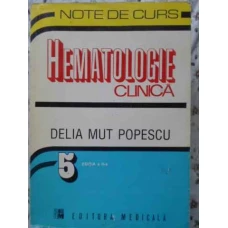 NOTE DE CURS
HEMATOLOGIE
CLINICĂ
DELIA MUT POPESCU
5
EDITURA MEDICALĂ